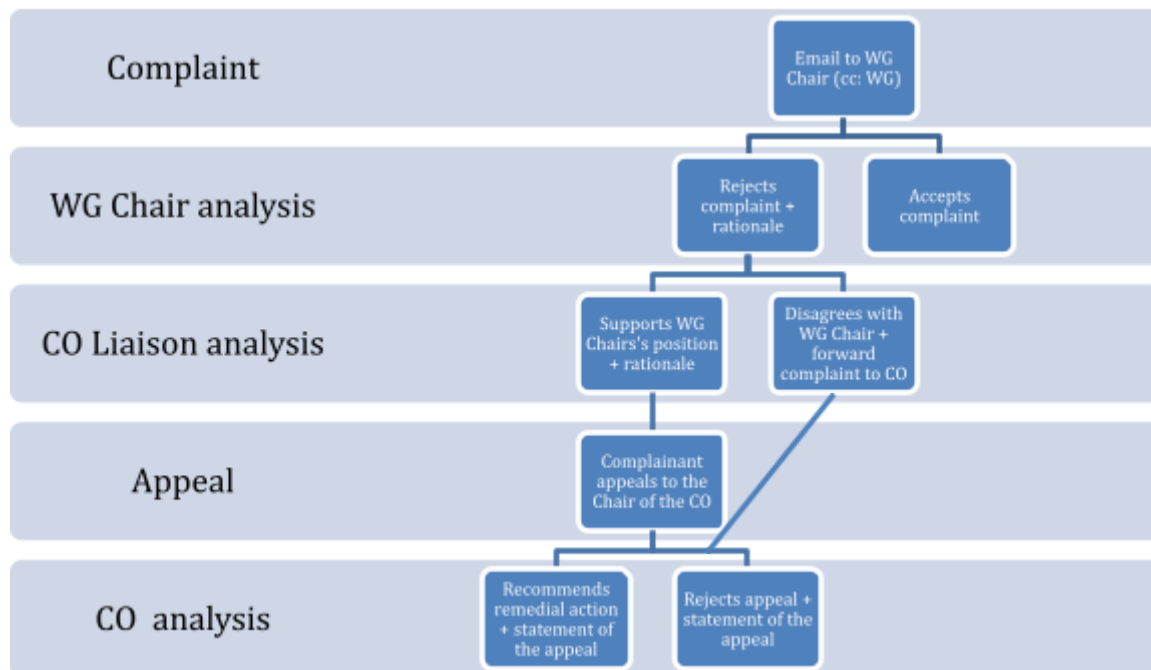 Complaint
Email to WG
Chair (cc: WG)
WG Chair analysis
Rejects
complaint +
rationale
Accepts
complaint
CO Liaison analysis
Supports WG
Chairs's position
+ rationale
Disagrees with
WG Chair +
forward
complaint to CO
Appeal
Complainant
appeals to the
Chair of the CO
CO analysis
Recommends
remedial action
+ statement of
the appeal
Rejects appeal +
statement of the
appeal